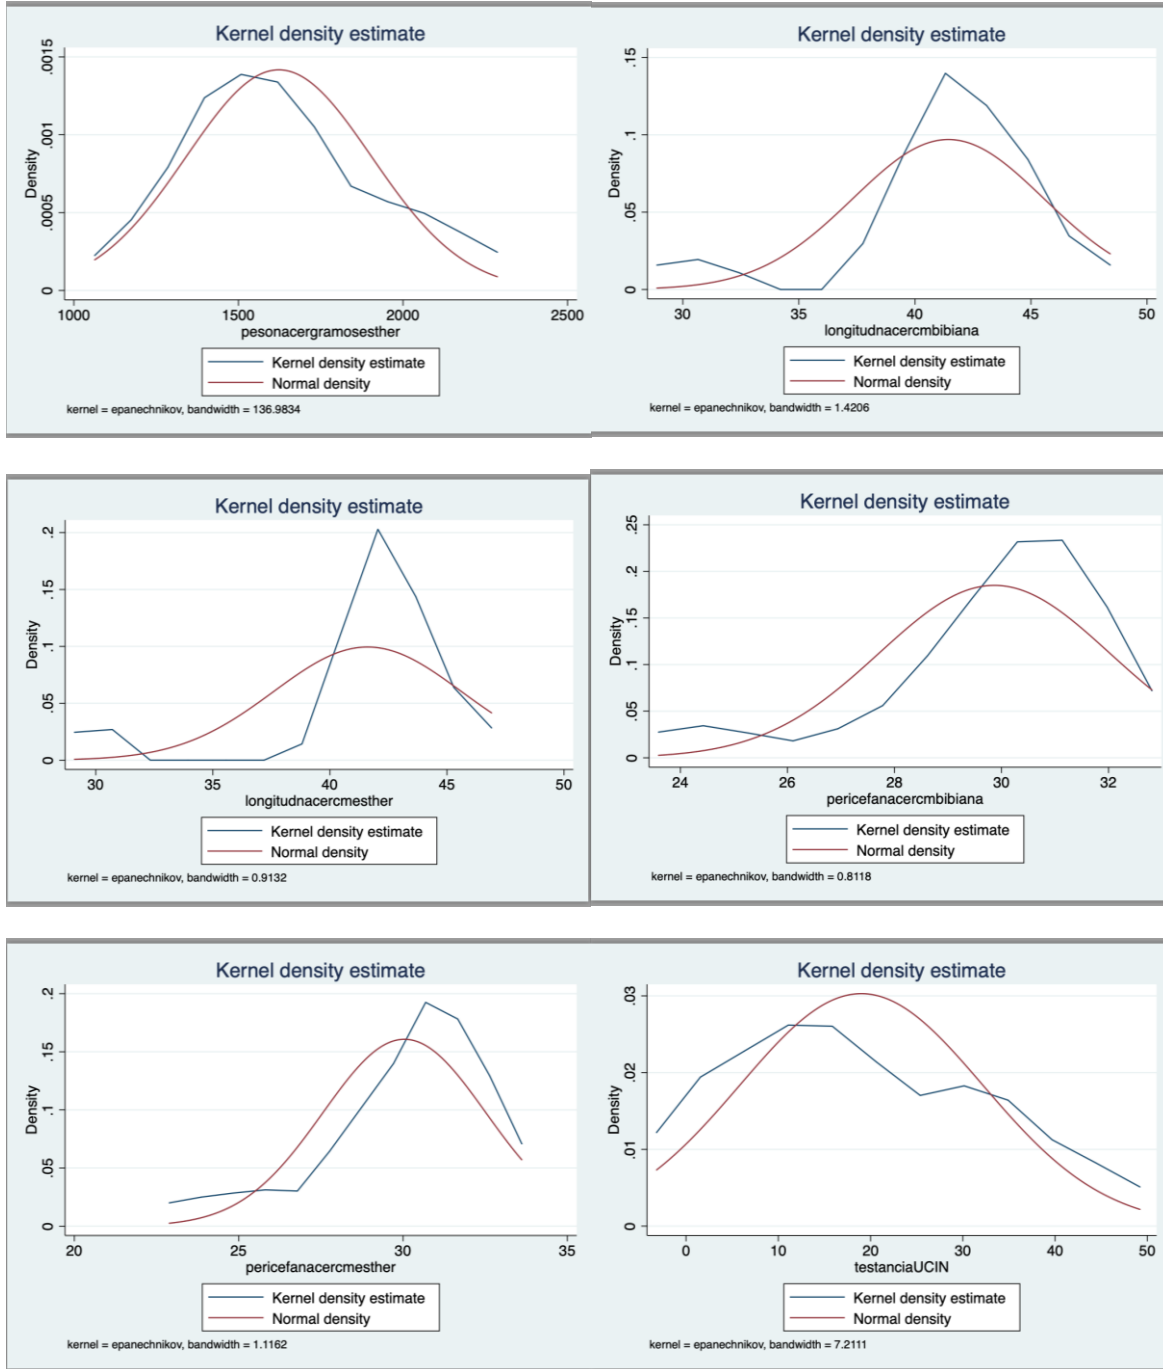 Kernel density estimate
Density
0
.0005
.001
.0015
1000
1500
2000
2500
pesonacergramosesther
Kernel density estimate
Normal density
kernel = epanechnikov, bandwidth = 136.9834
Kernel density estimate
Density
0
.05
.1
.15
30
35
40
45
50
longitudnacercmbibiana
Kernel density estimate
Normal density
kernel = epanechnikov, bandwidth = 1.4206
Kernel density estimate
Density
0
.05
.1
.15
.2
30
35
40
45
50
longitudnacercmesther
Kernel density estimate
Normal density
kernel = epanechnikov, bandwidth = 0.9132
Kernel density estimate
Density
0
.05
.1
.15
.2
.25
24
26
28
30
32
pericefanacercmbibiana
Kernel density estimate
Normal density
kernel = epanechnikov, bandwidth = 0.8118
Kernel density estimate
Density
0
.05
.1
.15
.2
20
25
30
35
pericefanacercmesther
Kernel density estimate
Normal density
kernel = epanechnikov, bandwidth = 1.1162
Kernel density estimate
Density
0
.01
.02
.03
0
10
20
30
40
50
testanciaUCIN
Kernel density estimate
Normal density
kernel = epanechnikov, bandwidth = 7.2111